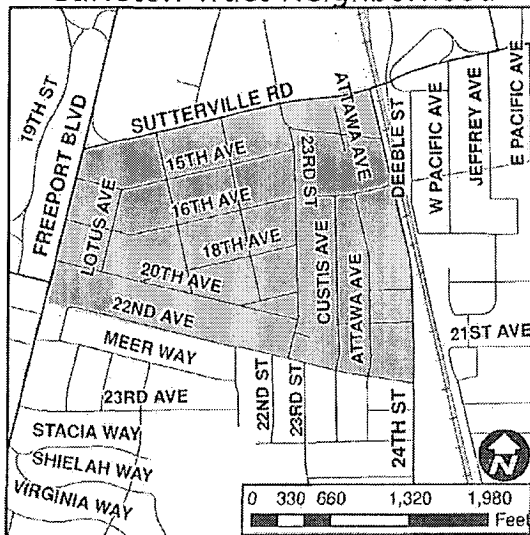 19TH ST
FREEPORT BLVD
SUTTERVILLE RD
ATTAWA AVE
DEEBLE ST
W PACIFIC AVE
JEFFREY AVE
E PACIFIC AVE
15TH AVE
23RD ST
LOTUS AVE
16TH AVE
18TH AVE
20TH AVE
CUSTIS AVE
ATTAWA AVE
22ND AVE
MEER WAY
21ST AVE
23RD AVE
22ND ST
23RD ST
24TH ST
STACIA WAY
SHIELAH WAY
VIRGINIA WAY
N
0 330 660 1,320 1,980
Feet